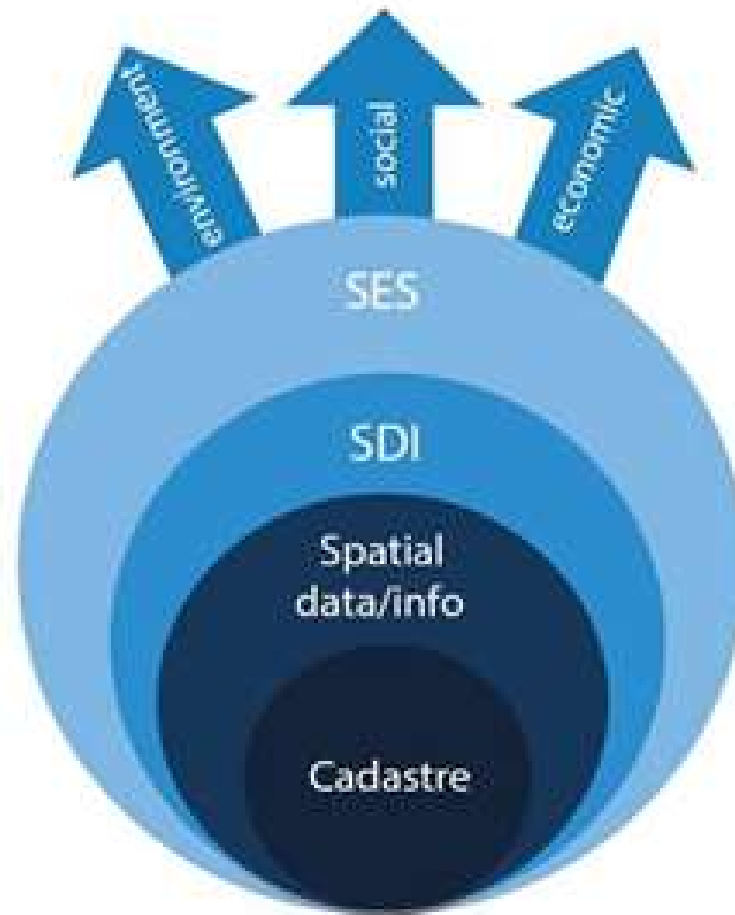 environment
social
economic
SES
SDI
Spatial
data/info
Cadastre